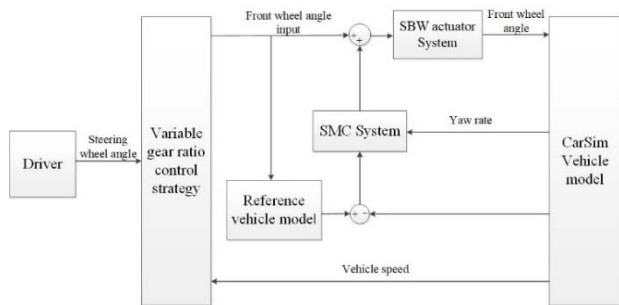 Front wheel angle
input
SBW actuator
System
Front wheel
angle
Steering
wheel angle
Driver
Variable
gear ratio
control
strategy
SMC System
Yaw rate
CarSim
Vehicle
model
Reference
vehicle model
Vehicle speed